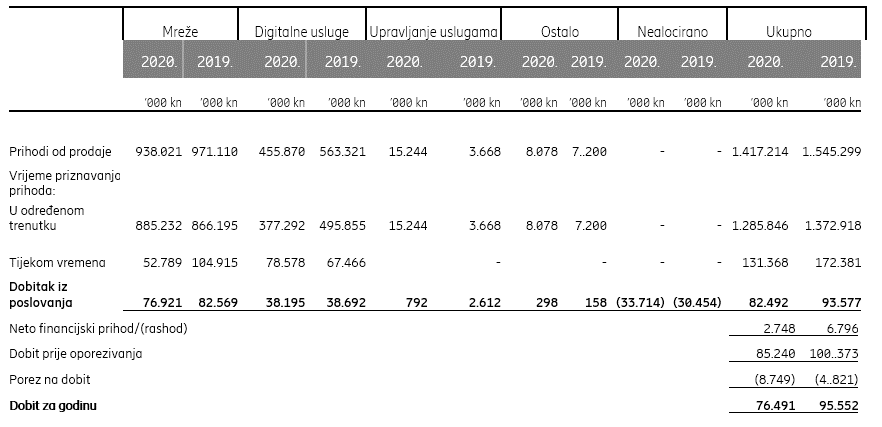 Mreže Digitalne usluge Upravljanje uslugama Ostalo Nealocirano Ukupno
2020. 2019. 2020. 2019. 2020. 2019. 2020. 2019. 2020. 2019. 2020. 2019.
'000 kn '000 kn '000 kn '000 kn '000 kn '000 kn '000 kn '000 kn '000 kn '000 kn '000 kn '000 kn
Prihodi od prodaje 938.021 971.110 455.870 563.321 15.244 3.668 8.078 7..200 - - 1.417.214 1..545.299
Vrijeme priznavanja
prihoda:
U određenom
trenutku 885.232 866.195 377.292 495.855 15.244 3.668 8.078 7.200 - - 1.285.846 1.372.918
Tijekom vremena 52.789 104.915 78.578 67.466 - - - - 131.368 172.381
Dobitak iz
poslovanja 76.921 82.569 38.195 38.692 792 2.612 298 158 (33.714) (30.454) 82.492 93.577
Neto financijski prihod/(rashod) 2.748 6.796
Dobit prije oporezivanja 85.240 100..373
Porez na dobit (8.749) (4..821)
Dobit za godinu 76.491 95.552